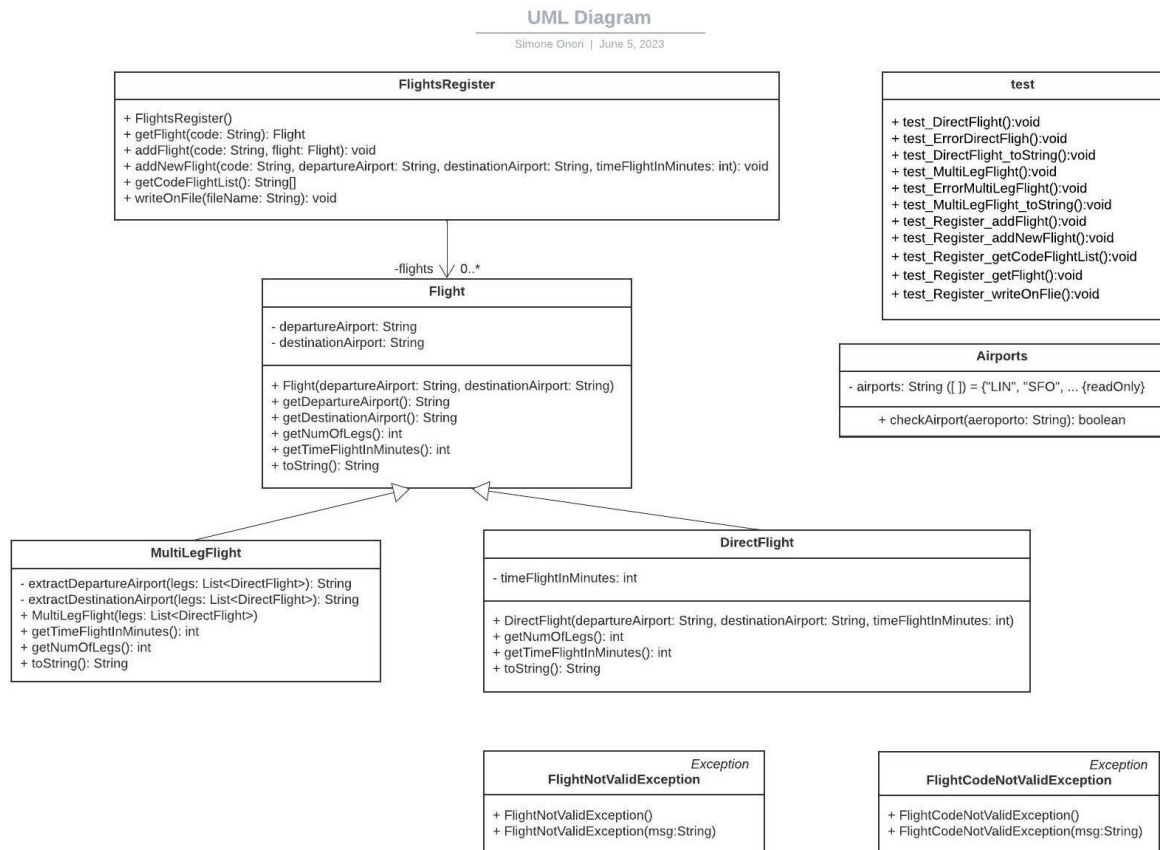 UML Diagram
Simone Onori | June 5, 2023
FlightsRegister
+ FlightsRegister()
+ getFlight(code: String): Flight
+ addFlight(code: String, flight: Flight): void
+ addNewFlight(code: String, departureAirport: String, destinationAirport: String, timeFlightInMinutes: int): void
+ getCodeFlightList(): String[]
+ writeOnFile(fileName: String): void
test
+ test_DirectFlight():void
+ test_ErrorDirectFligh():void
+ test_DirectFlight_toString():void
+ test_MultiLegFlight():void
+ test_ErrorMultiLegFlight():void
+ test_MultiLegFlight_toString():void
+ test_Register_addFlight():void
+ test_Register_addNewFlight():void
+ test_Register_getCodeFlightList():void
+ test_Register_getFlight():void
+ test_Register_writeOnFlie():void
-flights 0..*
Flight
- departureAirport: String
- destinationAirport: String
+ Flight(departureAirport: String, destinationAirport: String)
+ getDepartureAirport(): String
+ getDestinationAirport(): String
+ getNumOfLegs(): int
+ getTimeFlightInMinutes(): int
+ toString(): String
Airports
- airports: String ([ ]) = {"LIN", "SFO", ... {readOnly}
+ checkAirport(aeroporto: String): boolean
MultiLegFlight
- extractDepartureAirport(legs: List<DirectFlight>): String
- extractDestinationAirport(legs: List<DirectFlight>): String
+ MultiLegFlight(legs: List<DirectFlight>)
+ getTimeFlightInMinutes(): int
+ getNumOfLegs(): int
+ toString(): String
DirectFlight
- timeFlightInMinutes: int
+ DirectFlight(departureAirport: String, destinationAirport: String, timeFlightInMinutes: int)
+ getNumOfLegs(): int
+ getTimeFlightInMinutes(): int
+ toString(): String
Exception
FlightNotValidException
+ FlightNotValidException()
+ FlightNotValidException(msg:String)
Exception
FlightCodeNotValidException
+ FlightCodeNotValidException()
+ FlightCodeNotValidException(msg:String)